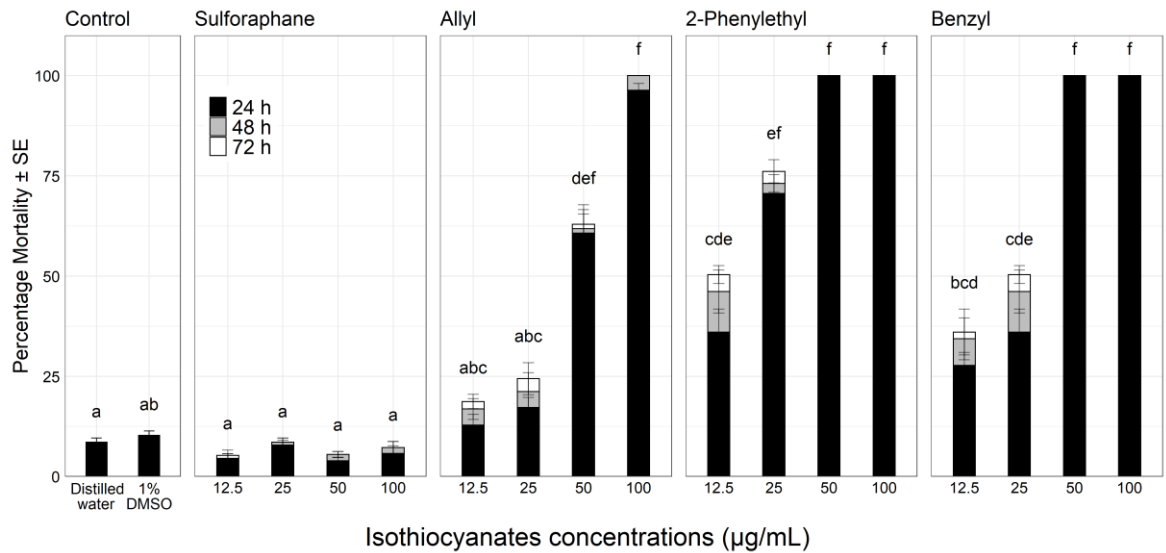 Control
Sulforaphane
Allyl
2-Phenylethyl
Benzyl
Percentage Mortality ± SE
100
75
50
25
0
24 h
48 h
72 h
a
ab
a
a
a
a
abc
abc
def
f
cde
ef
f
f
bcd
cde
f
f
Distilled
water
1%
DMSO
12.5
25
50
100
12.5
25
50
100
12.5
25
50
100
12.5
25
50
100
Isothiocyanates concentrations (µg/mL)